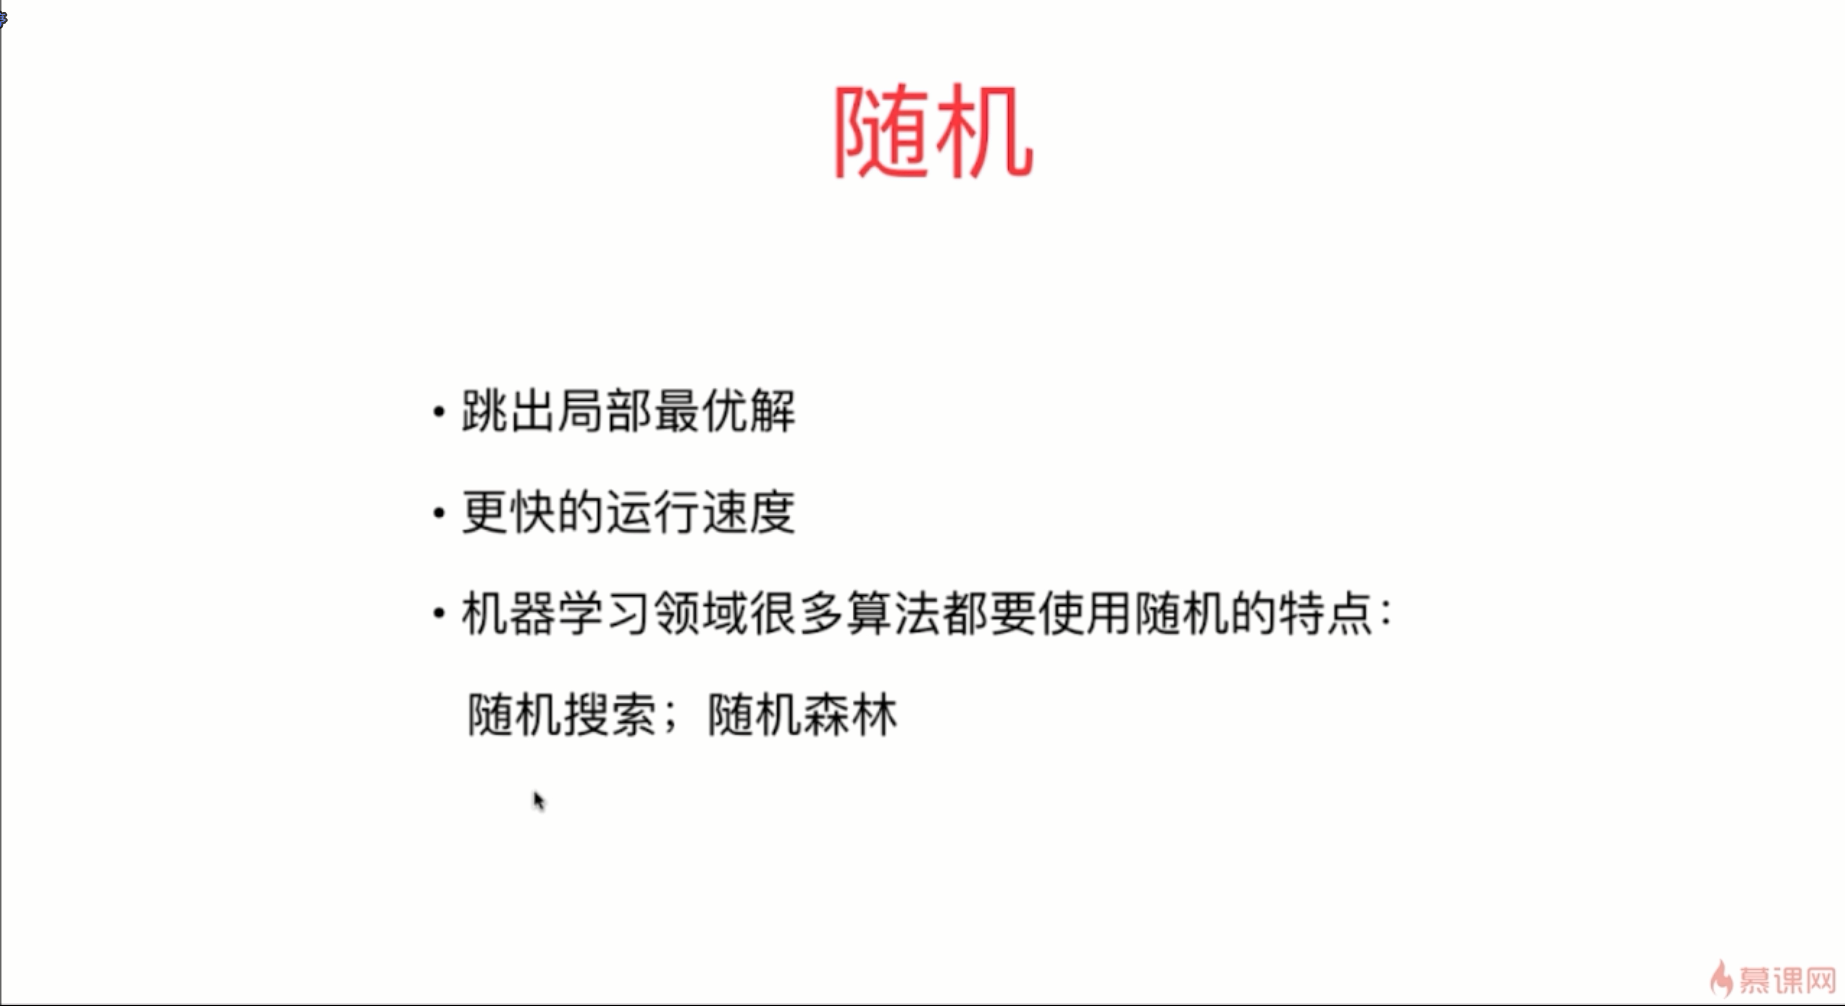 随机
• 跳出局部最优解
• 更快的运行速度
• 机器学习领域很多算法都要使用随机的特点：
随机搜索；随机森林
慕课网